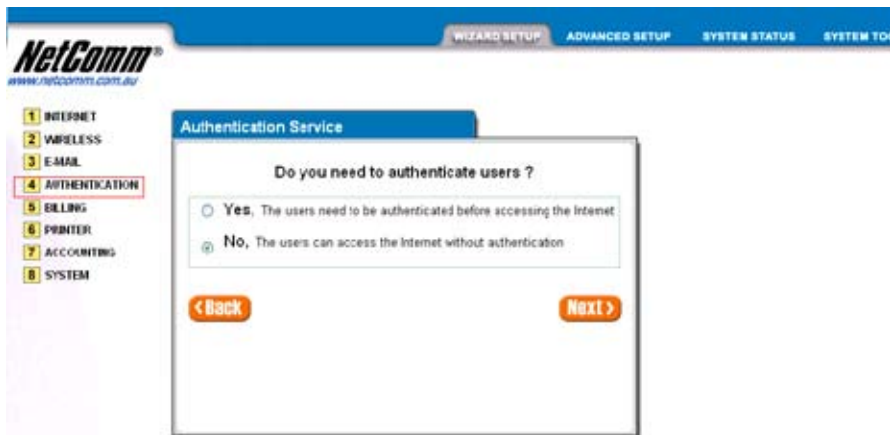 WIZARD SETUP ADVANCED SETUP SYSTEM STATUS SYSTEM TO
NetComm®
www.netcomm.com.au
1 INTERNET
2 WIRELESS
3 E-MAIL
4 AUTHENTICATION
5 BILLING
6 PRINTER
7 ACCOUNTING
8 SYSTEM
Authentication Service
Do you need to authenticate users ?
Yes, The users need to be authenticated before accessing the Internet
No, The users can access the Internet without authentication
<Back Next>